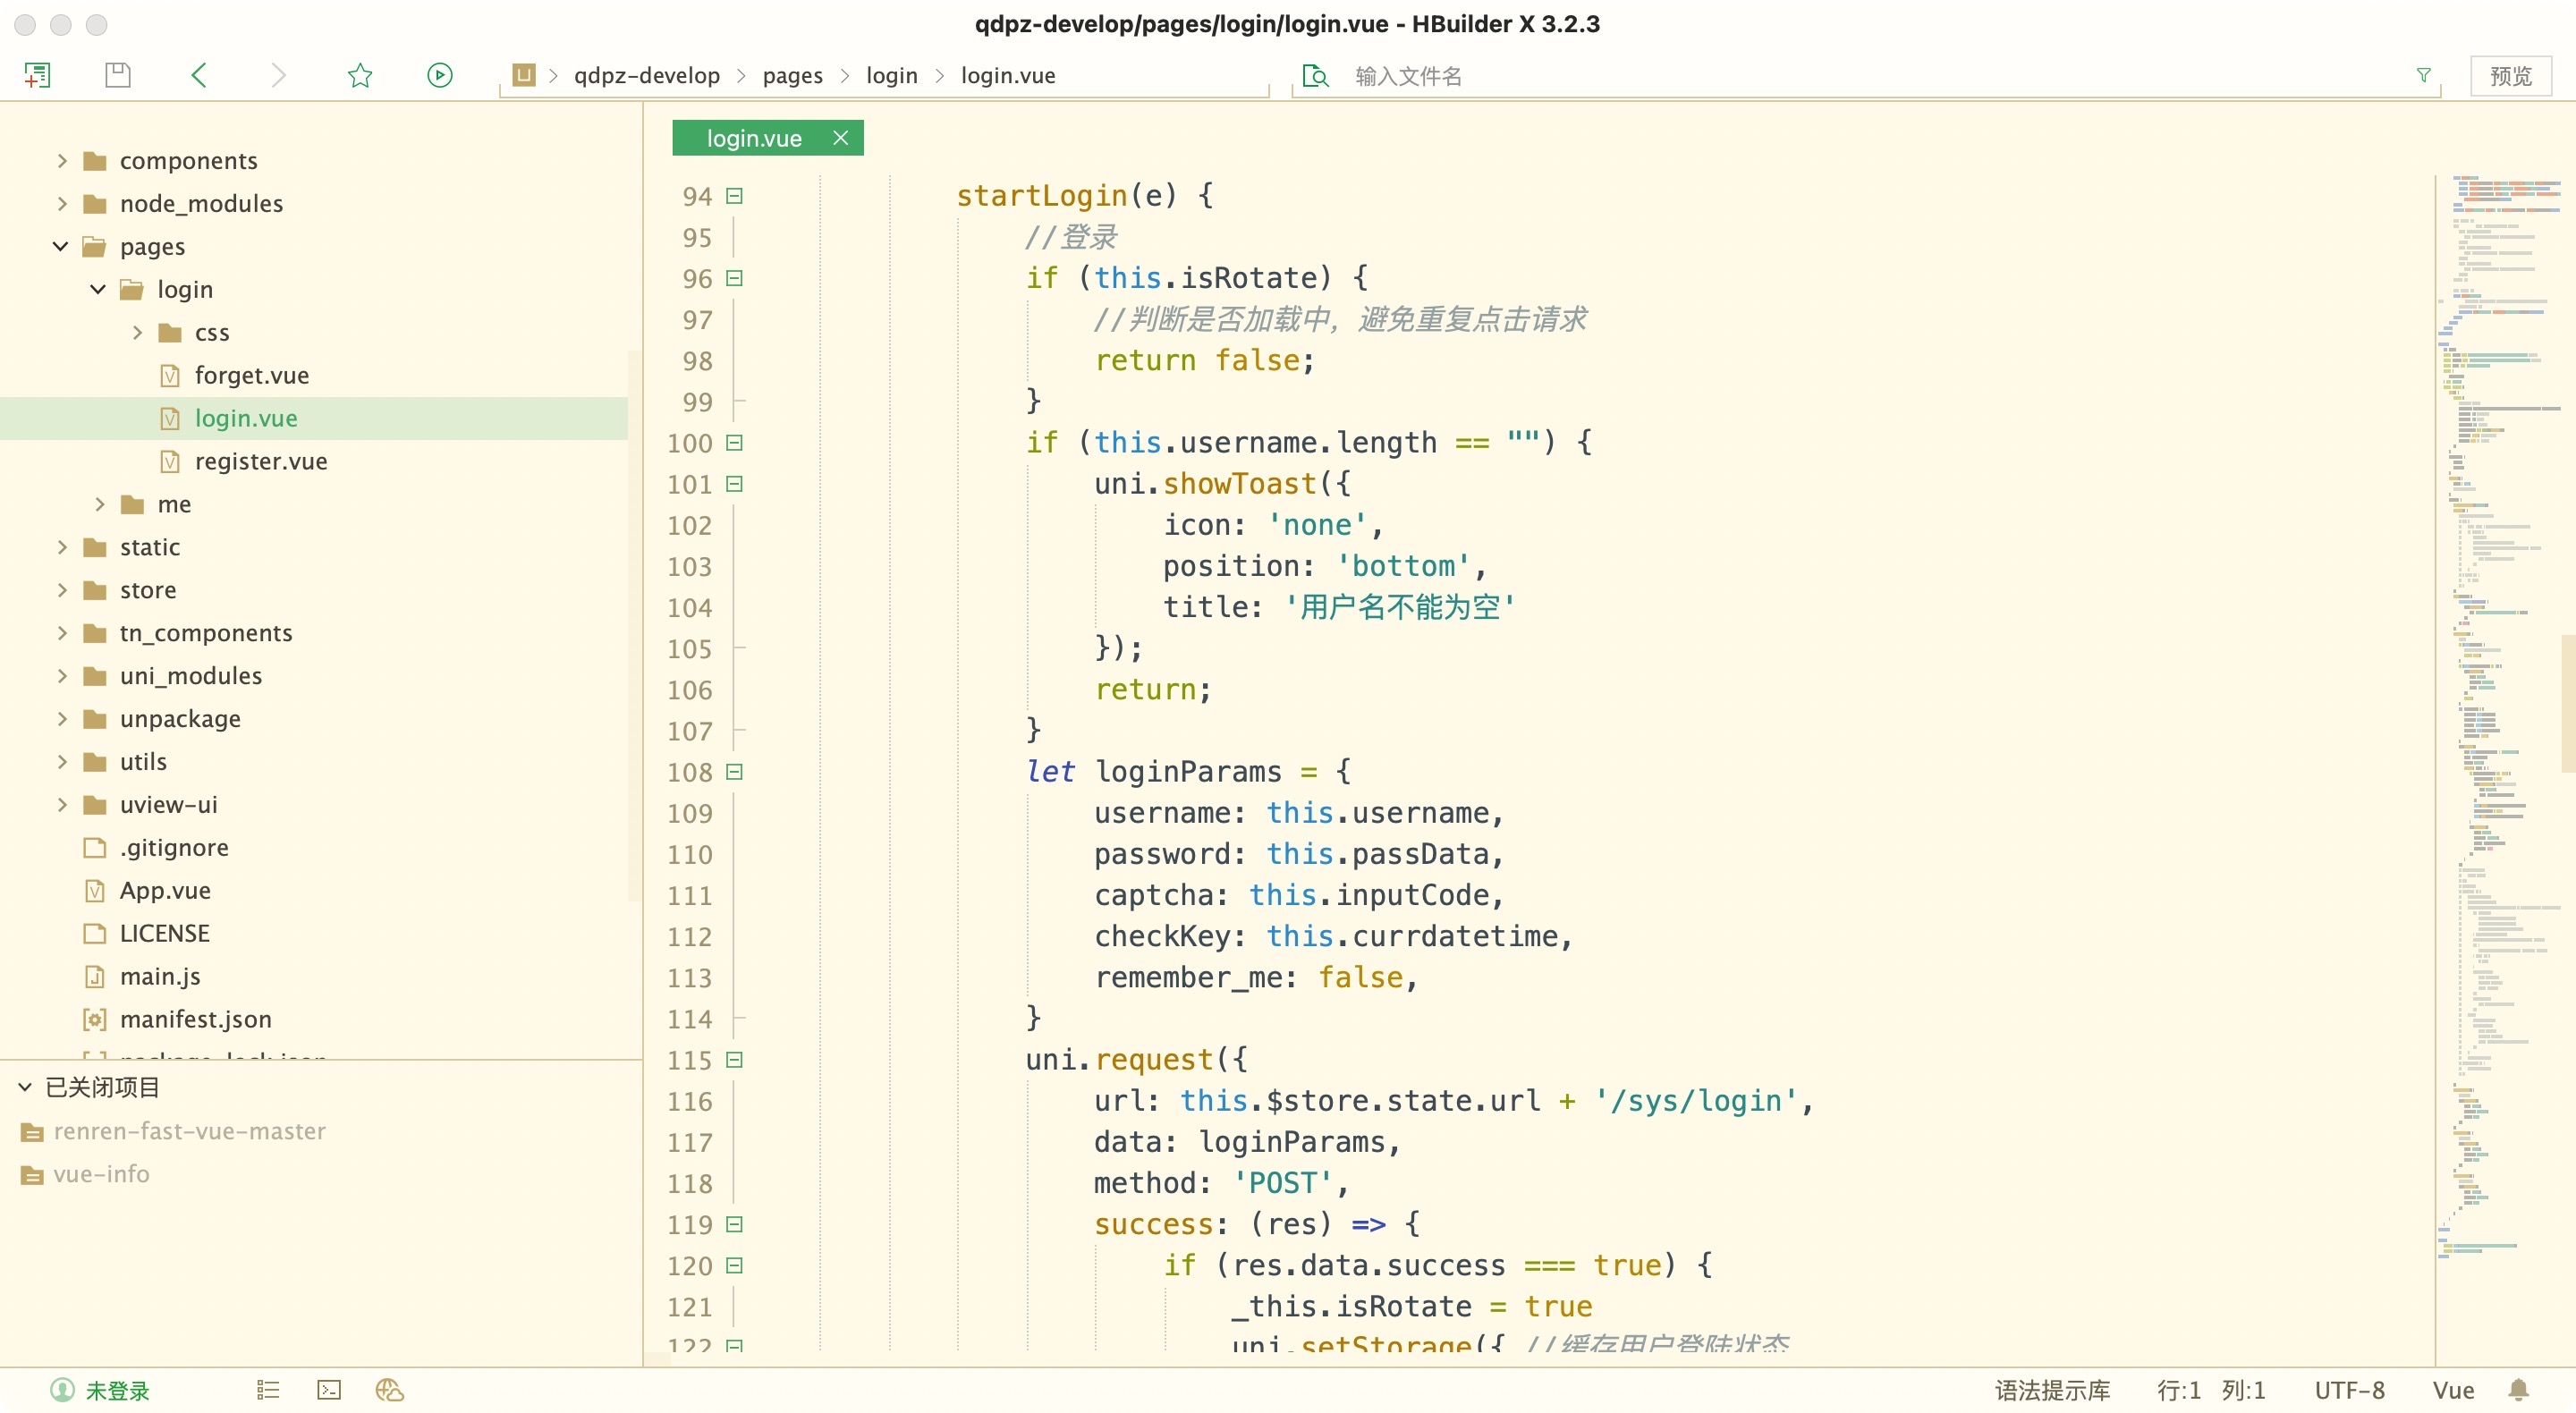 qdpz-develop/pages/login/login.vue - HBuilder X 3.2.3
U qdpz-develop pages login login.vue 输入文件名 预览
components
node_modules
pages
login
css
forget.vue
login.vue
register.vue
me
static
store
tn_components
uni_modules
unpackage
utils
uview-ui
.gitignore
App.vue
LICENSE
main.js
manifest.json
package-lock.json
已关闭项目
renren-fast-vue-master
vue-info
login.vue
94 startLogin(e) {
95 //登录
96 if (this.isRotate) {
97 //判断是否加载中，避免重复点击请求
98 return false;
99 }
100 if (this.username.length == "") {
101 uni.showToast({
102 icon: 'none',
103 position: 'bottom',
104 title: '用户名不能为空'
105 });
106 return;
107 }
108 let loginParams = {
109 username: this.username,
110 password: this.passData,
111 captcha: this.inputCode,
112 checkKey: this.currdatetime,
113 remember_me: false,
114 }
115 uni.request({
116 url: this.$store.state.url + '/sys/login',
117 data: loginParams,
118 method: 'POST',
119 success: (res) => {
120 if (res.data.success === true) {
121 _this.isRotate = true
122 uni.setStorage({ //缓存用户登陆状态
未登录 语法提示库 行:1 列:1 UTF-8 Vue